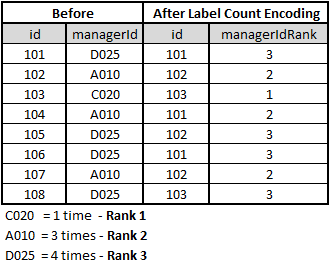 Before After Label Count Encoding
id managerId id managerIdRank
101 D025 101 3
102 A010 102 2
103 C020 103 1
104 A010 101 2
105 D025 102 3
106 D025 101 3
107 A010 102 2
108 D025 103 3
C020 = 1 time - Rank 1
A010 = 3 times - Rank 2
D025 = 4 times - Rank 3